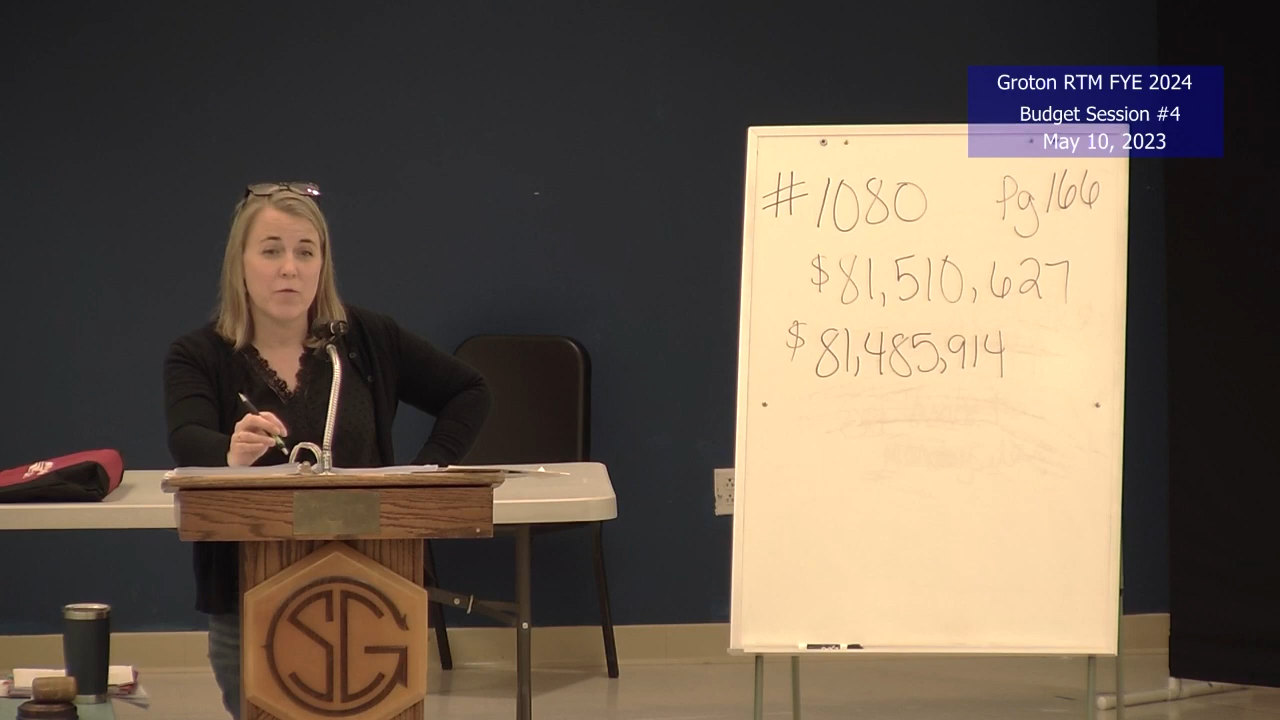 Groton RTM FYE 2024
Budget Session #4
May 10, 2023
#1080 Pg 166
$81,510,627
$81,485,914
SG